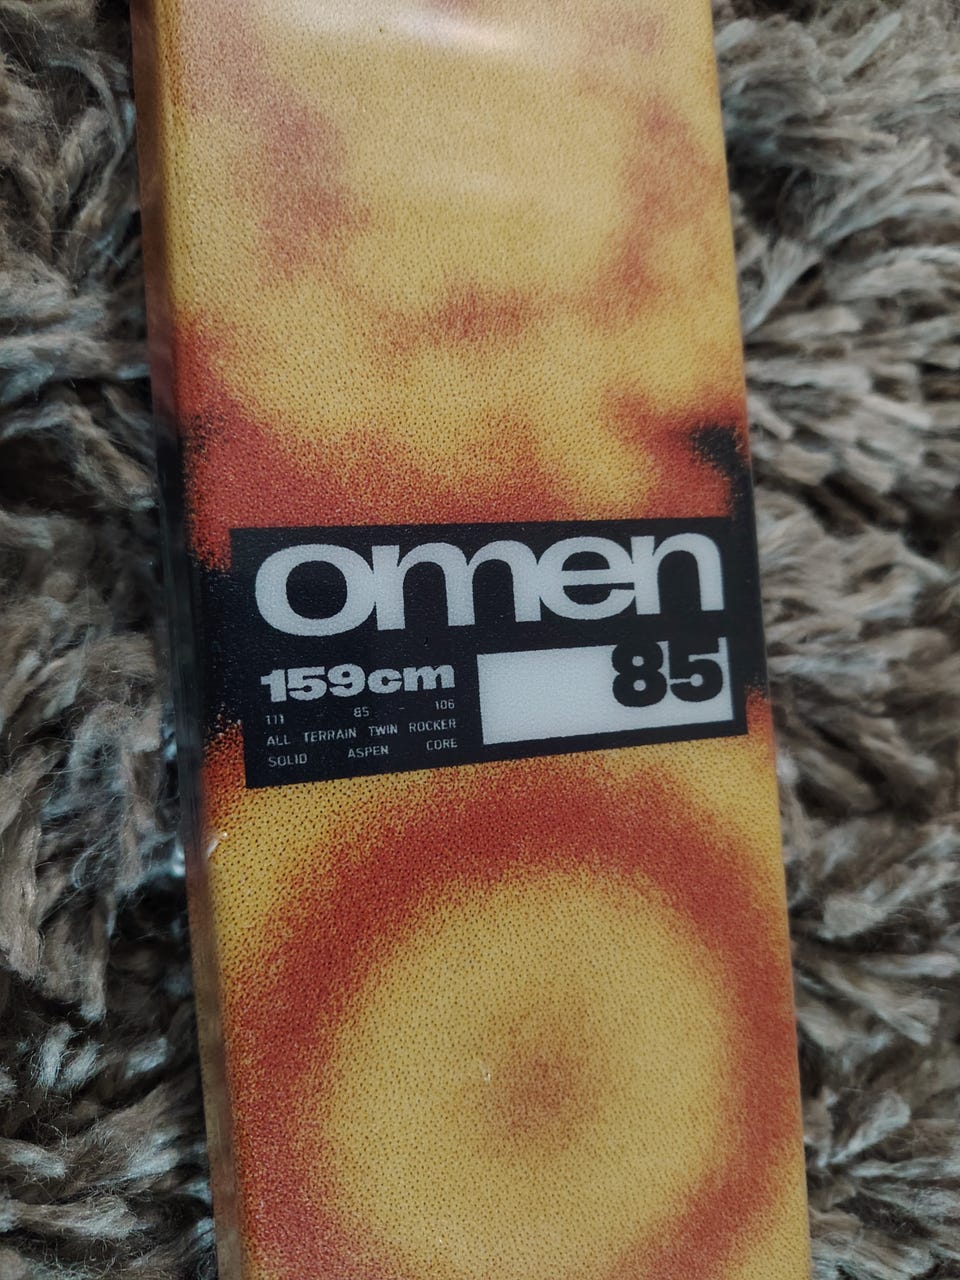 omen
159cm 85
111 85 106
ALL TERRAIN TWIN ROCKER
SOLID ASPEN CORE